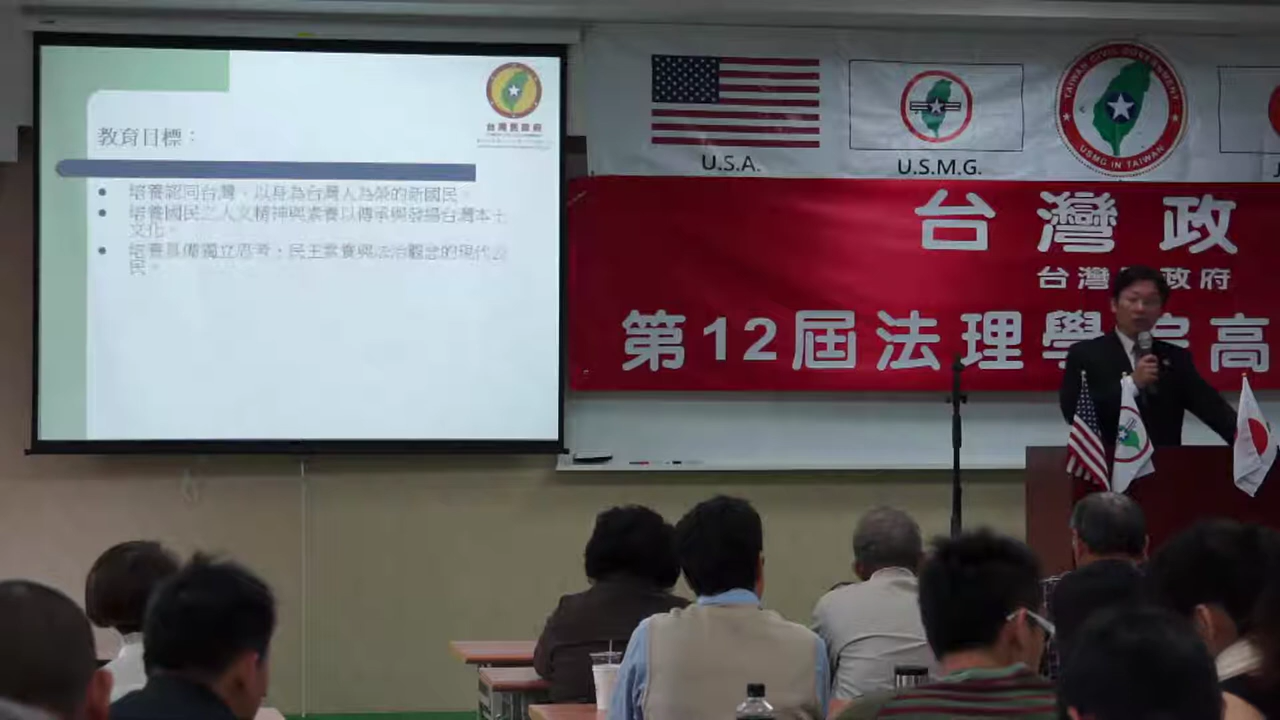 台灣民政府
教育目標：
培養認同台灣、以身為台灣人為榮的新國民。
培養國民之人文精神與素養以傳承與發揚台灣本土
文化。
培養具備獨立思考、民主素養與法治觀念的現代公
民。
U.S.A.
U.S.M.G.
TAIWAN CIVIL GOVERNMENT
USMG IN TAIWAN
J
台灣政
台灣 政府
第12屆法理學 高